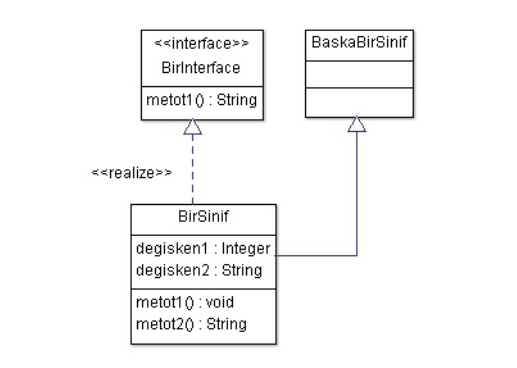 <<interface>>
BirInterface
metot1() : String
BaskaBirSinif
<<realize>>
BirSinif
degisken1 : Integer
degisken2 : String
metot1() : void
metot2() : String